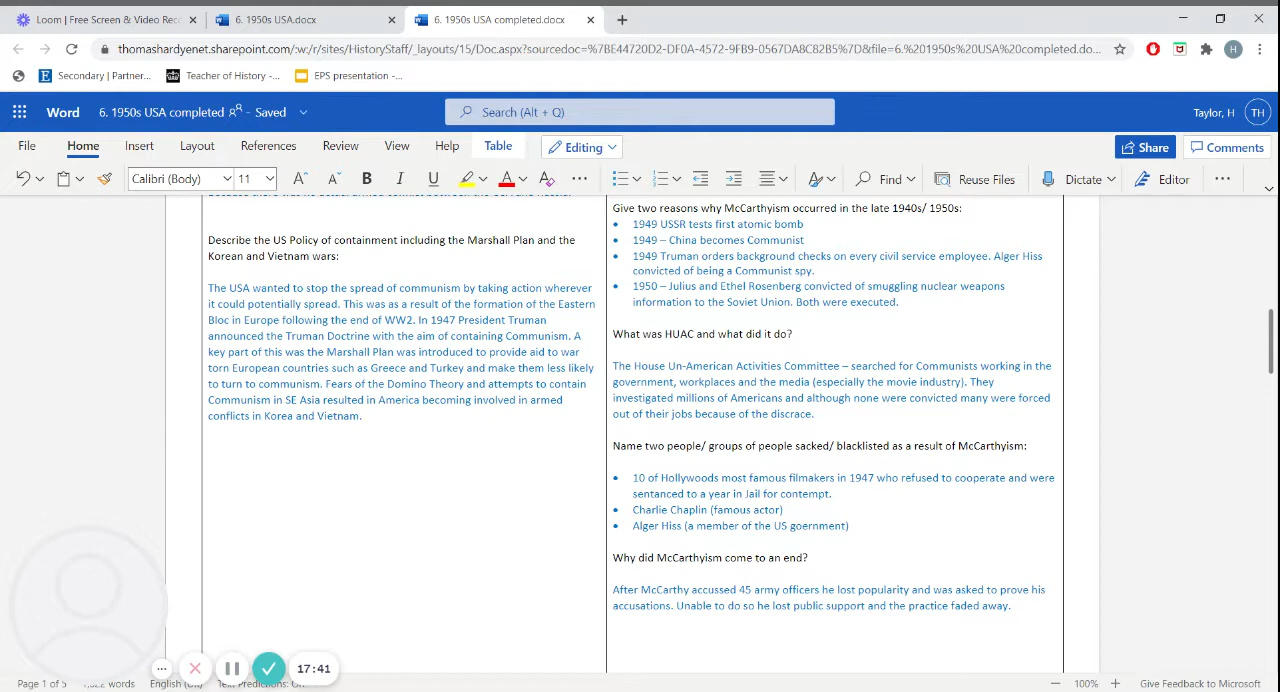 Loom | Free Screen & Video Rec
6. 1950s USA.docx
6. 1950s USA completed.docx
thomashardyenet.sharepoint.com/:w:/r/sites/HistoryStaff/_layouts/15/Doc.aspx?sourcedoc=%7BE44720D2-DF0A-4572-9FB9-0567DA8C82B5%7D&file=6.%201950s%20USA%20completed.do...
H
Secondary | Partner...
Teacher of History -...
EPS presentation -...
Word
6. 1950s USA completed - Saved
Search (Alt + Q)
Taylor, H
TH
File
Home
Insert
Layout
References
Review
View
Help
Table
Editing
Share
Comments
Calibri (Body)
11
Find
Reuse Files
Dictate
Editor
Describe the US Policy of containment including the Marshall Plan and the
Korean and Vietnam wars:
The USA wanted to stop the spread of communism by taking action wherever
it could potentially spread. This was as a result of the formation of the Eastern
Bloc in Europe following the end of WW2. In 1947 President Truman
announced the Truman Doctrine with the aim of containing Communism. A
key part of this was the Marshall Plan was introduced to provide aid to war
torn European countries such as Greece and Turkey and make them less likely
to turn to communism. Fears of the Domino Theory and attempts to contain
Communism in SE Asia resulted in America becoming involved in armed
conflicts in Korea and Vietnam.
Give two reasons why McCarthyism occurred in the late 1940s/ 1950s:
• 1949 USSR tests first atomic bomb
• 1949 – China becomes Communist
• 1949 Truman orders background checks on every civil service employee. Alger Hiss
convicted of being a Communist spy.
• 1950 – Julius and Ethel Rosenberg convicted of smuggling nuclear weapons
information to the Soviet Union. Both were executed.
What was HUAC and what did it do?
The House Un-American Activities Committee – searched for Communists working in the
government, workplaces and the media (especially the movie industry). They
investigated millions of Americans and although none were convicted many were forced
out of their jobs because of the discrace.
Name two people/ groups of people sacked/ blacklisted as a result of McCarthyism:
• 10 of Hollywoods most famous filmakers in 1947 who refused to cooperate and were
sentanced to a year in Jail for contempt.
• Charlie Chaplin (famous actor)
• Alger Hiss (a member of the US goernment)
Why did McCarthyism come to an end?
After McCarthy accussed 45 army officers he lost popularity and was asked to prove his
accusations. Unable to do so he lost public support and the practice faded away.
17:41
Page 1 of 5
words
English
100%
Give Feedback to Microsoft